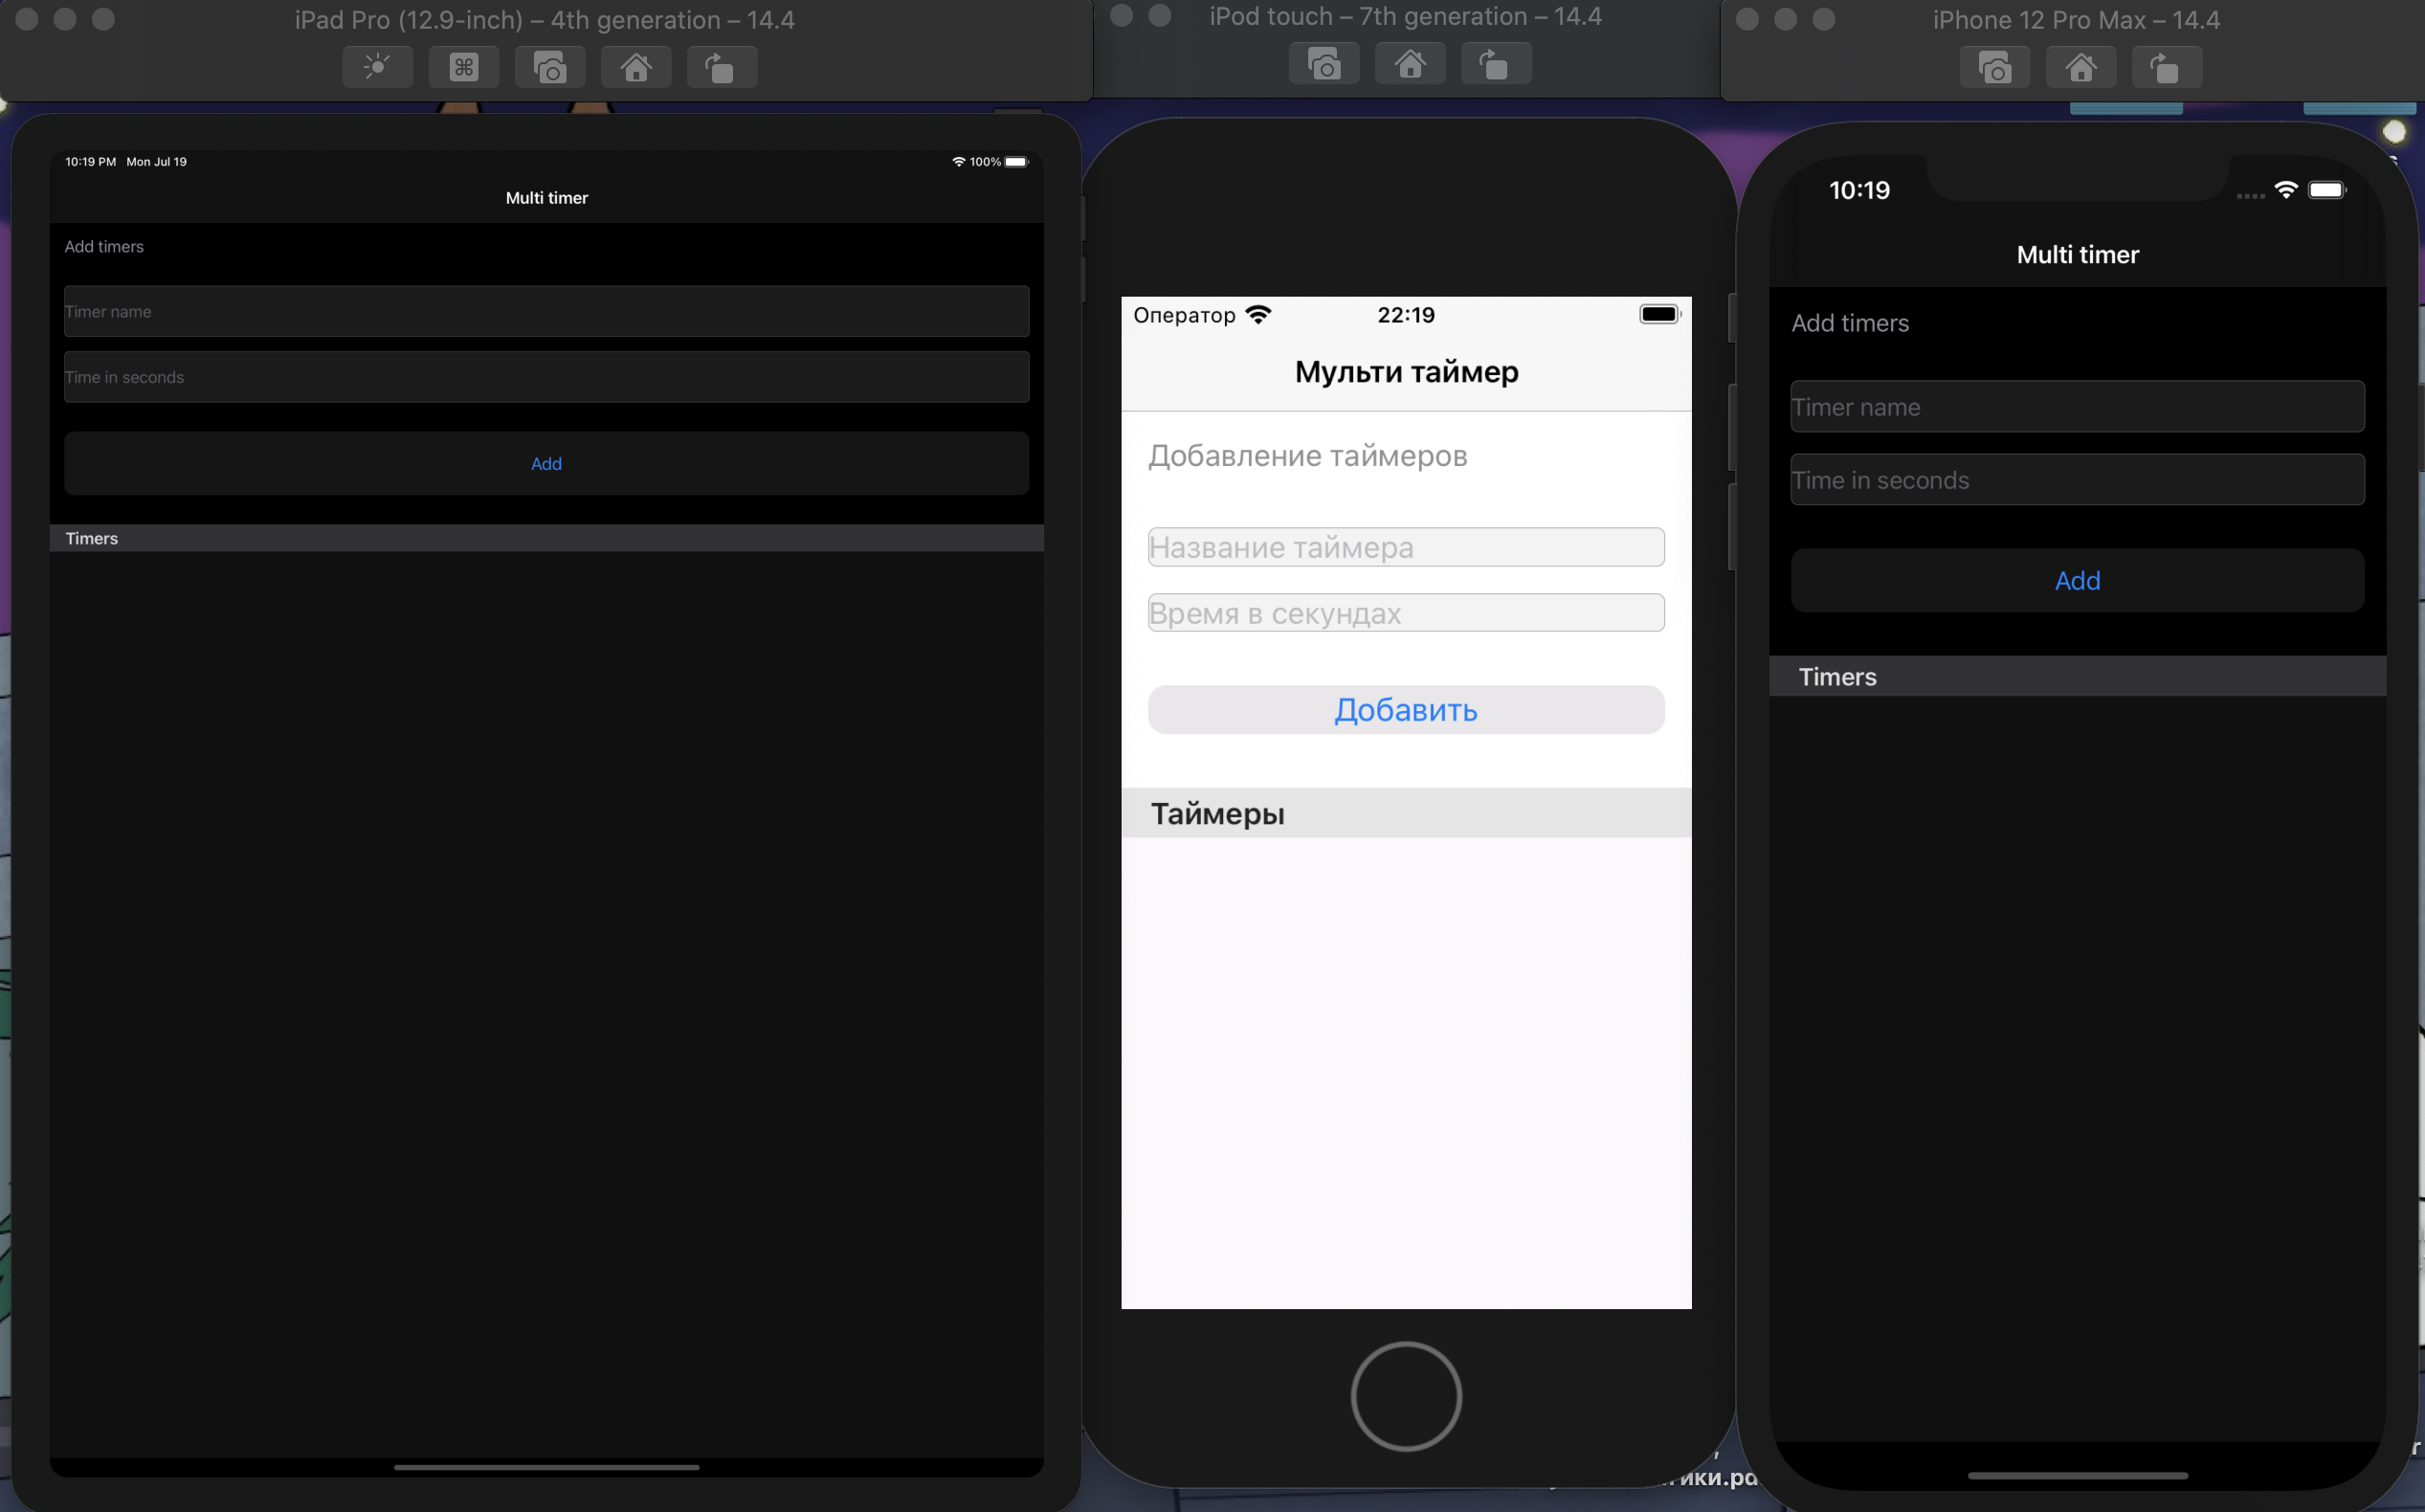 iPad Pro (12.9-inch) – 4th generation – 14.4
10:19 PM Mon Jul 19
100%
Multi timer
Add timers
Timer name
Time in seconds
Add
Timers
iPod touch – 7th generation – 14.4
Оператор
22:19
Мульти таймер
Добавление таймеров
Название таймера
Время в секундах
Добавить
Таймеры
iPhone 12 Pro Max – 14.4
10:19
Multi timer
Add timers
Timer name
Time in seconds
Add
Timers